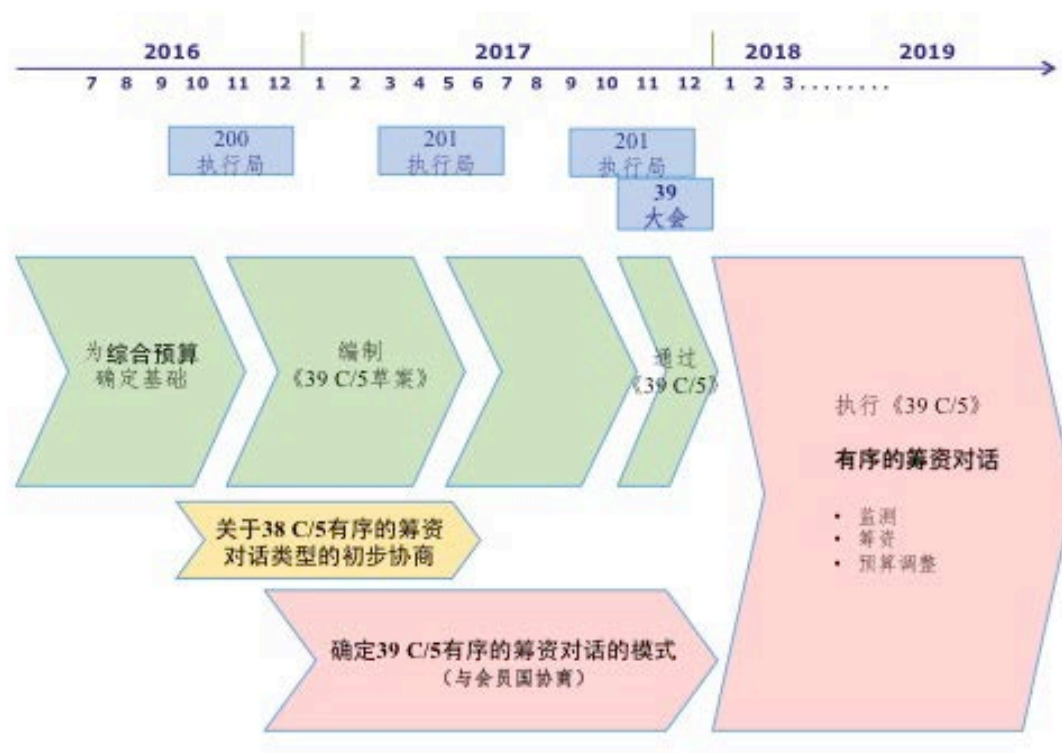 2016 2017 2018 2019
7 8 9 10 11 12 1 2 3 4 5 6 7 8 9 10 11 12 1 2 3.........
200
执行局
201
执行局
201
执行局
39
大会
为综合预算
确定基础
编制
《39 C/5草案》
通过
《39 C/5》
执行《39 C/5》
有序的筹资对话
• 监测
• 筹资
• 预算调整
关于38 C/5有序的筹资
对话类型的初步协商
确定39 C/5有序的筹资对话的模式
（与会员国协商）